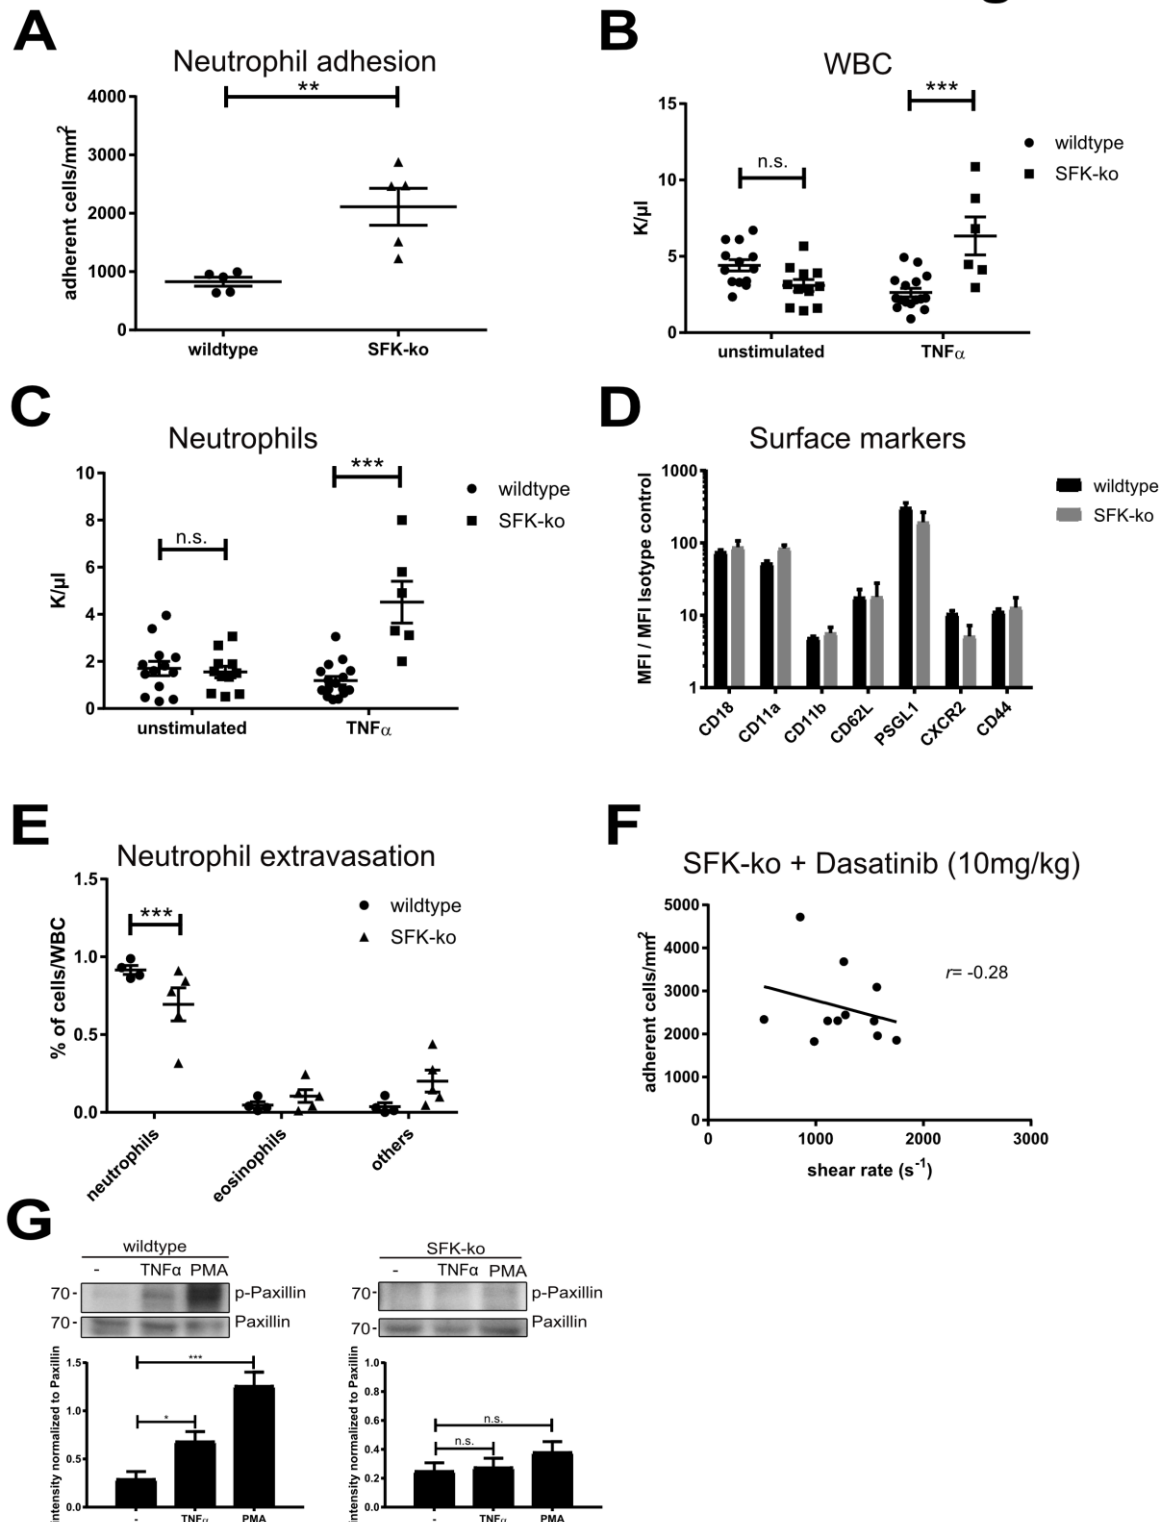 A
Neutrophil adhesion
**
4000
3000
2000
1000
0
adherent cells/mm²
wildtype
SFK-ko
B
WBC
***
n.s.
15
10
5
0
K/µl
wildtype
SFK-ko
unstimulated
TNFα
C
Neutrophils
***
n.s.
10
8
6
4
2
0
K/µl
wildtype
SFK-ko
unstimulated
TNFα
D
Surface markers
1000
100
10
1
MFI / MFI Isotype control
wildtype
SFK-ko
CD18
CD11a
CD11b
CD62L
PSGL1
CXCR2
CD44
E
Neutrophil extravasation
1.5
1.0
0.5
0.0
***
% of cells/WBC
wildtype
SFK-ko
neutrophils
eosinophils
others
F
SFK-ko + Dasatinib (10mg/kg)
5000
4000
3000
2000
1000
0
adherent cells/mm²
r= -0.28
0
1000
2000
3000
shear rate (s⁻¹)
G
wildtype
- TNFα PMA
70- p-Paxillin
70- Paxillin
1.5
1.0
0.5
0.0
intensity normalized to Paxillin
***
*
- TNFα PMA
SFK-ko
- TNFα PMA
70- p-Paxillin
70- Paxillin
1.0
0.8
0.6
0.4
0.2
0.0
intensity normalized to Paxillin
n.s.
n.s.
- TNFα PMA